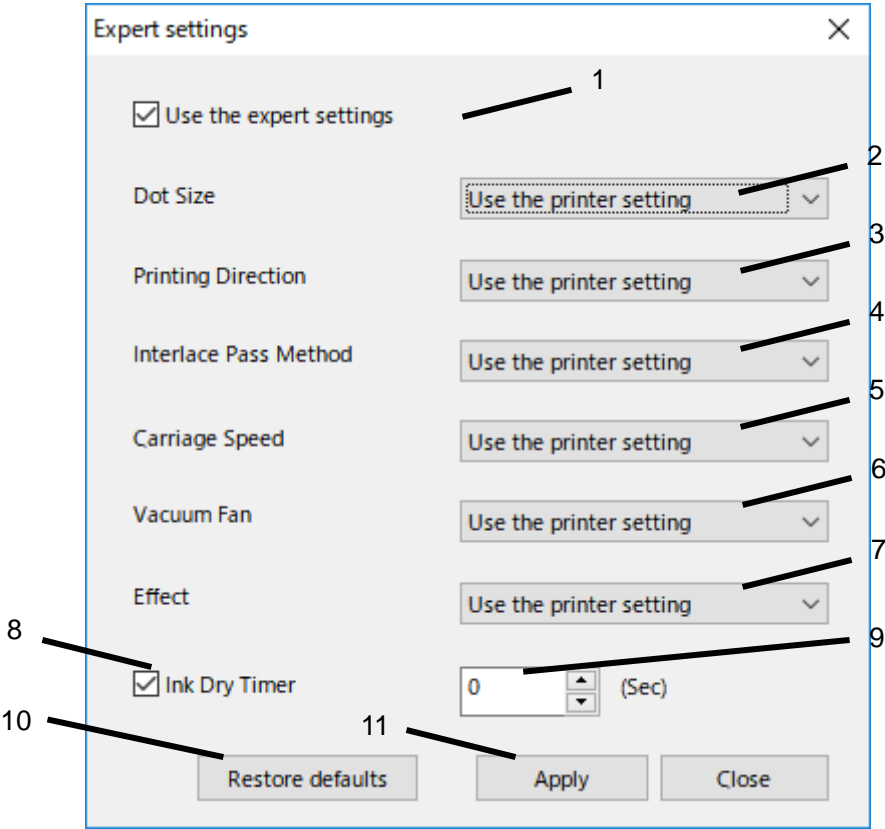 Expert settings
1
Use the expert settings
2
Dot Size Use the printer setting
3
Printing Direction Use the printer setting
4
Interlace Pass Method Use the printer setting
5
Carriage Speed Use the printer setting
6
Vacuum Fan Use the printer setting
7
Effect Use the printer setting
8 9
Ink Dry Timer 0 (Sec)
10 11
Restore defaults Apply Close